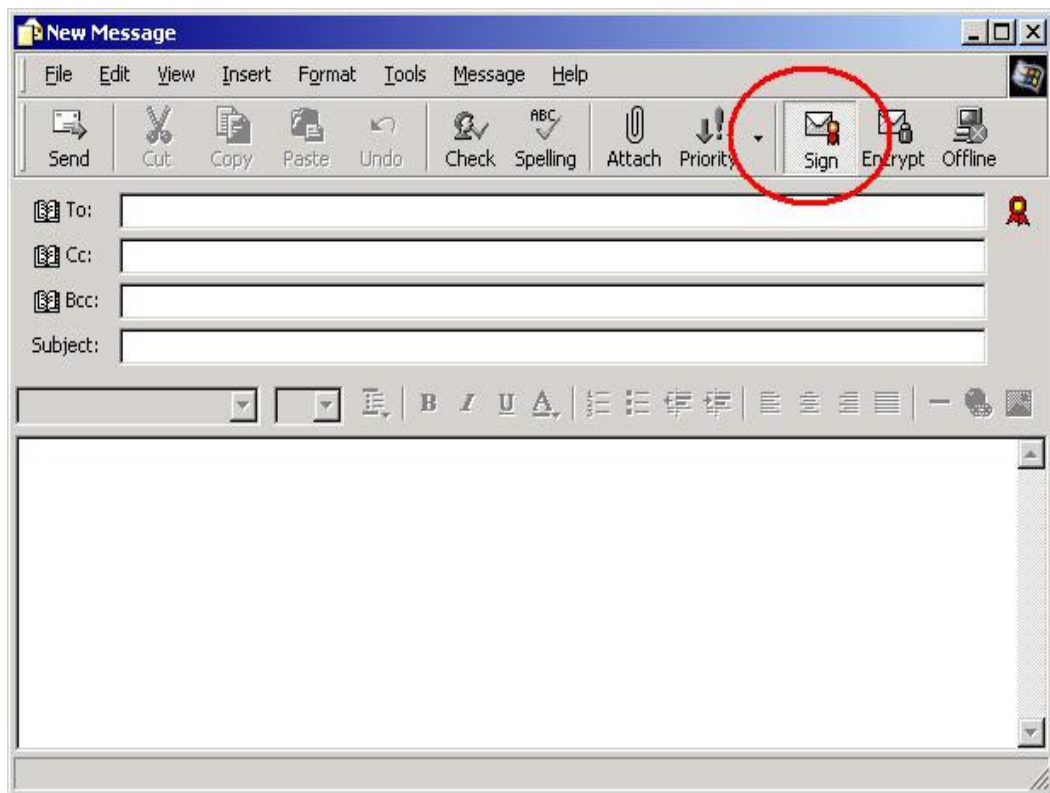 New Message
File Edit View Insert Format Tools Message Help
ABC
Send Cut Copy Paste Undo Check Spelling Attach Priority Sign Encrypt Offline
To:
Cc:
Bcc:
Subject:
B I U A